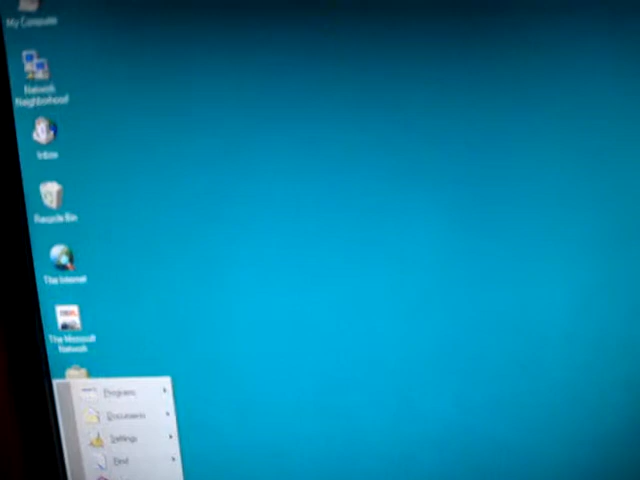 My Computer
Network
Neighborhood
Inbox
Recycle Bin
The Internet
The Microsoft
Network
Programs
Documents
Settings
Find